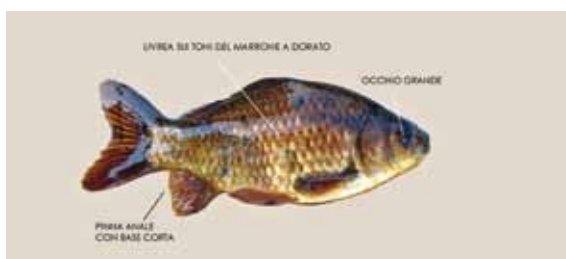 LIVREA SUI TONI DEL MARRONE A DORATO
OCCHIO GRANDE
PINNA ANALE
CON BASE CORTA